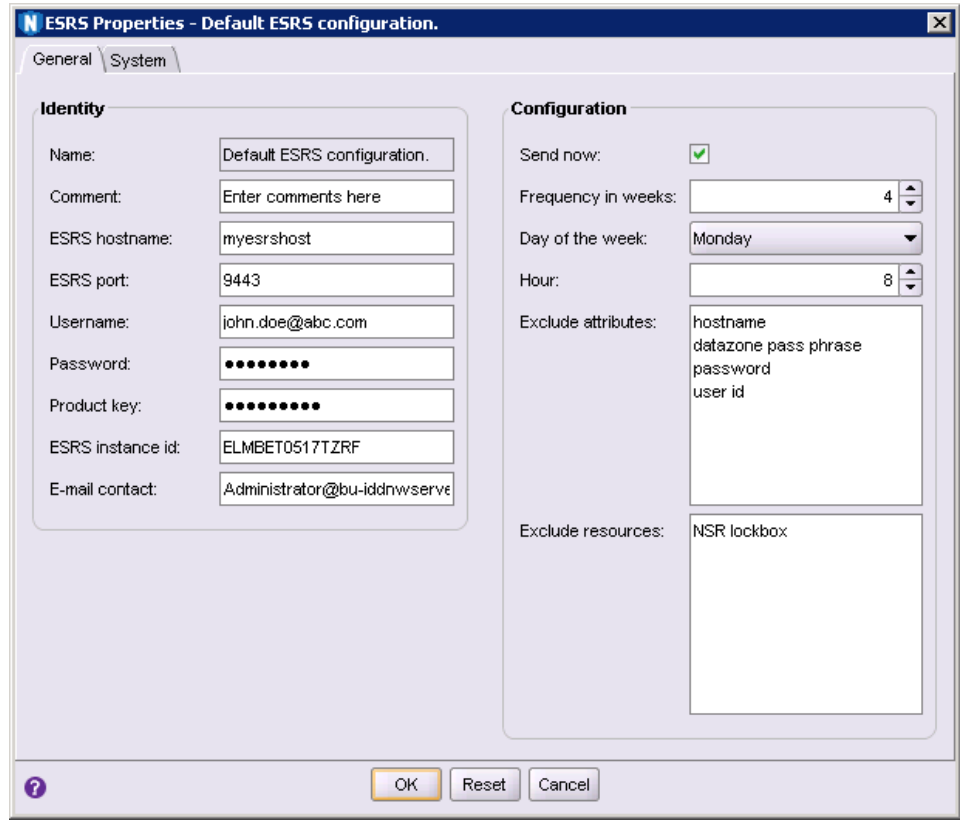 N ESRS Properties - Default ESRS configuration.
General System
Identity
Name: Default ESRS configuration.
Comment: Enter comments here
ESRS hostname: myesrshost
ESRS port: 9443
Username: john.doe@abc.com
Password: ●●●●●●●●
Product key: ●●●●●●●●●
ESRS instance id: ELMBET0517TZRF
E-mail contact: Administrator@bu-iddnwserve
Configuration
Send now:
Frequency in weeks: 4
Day of the week: Monday
Hour: 8
Exclude attributes: hostname
datazone pass phrase
password
user id
Exclude resources: NSR lockbox
?
OK Reset Cancel